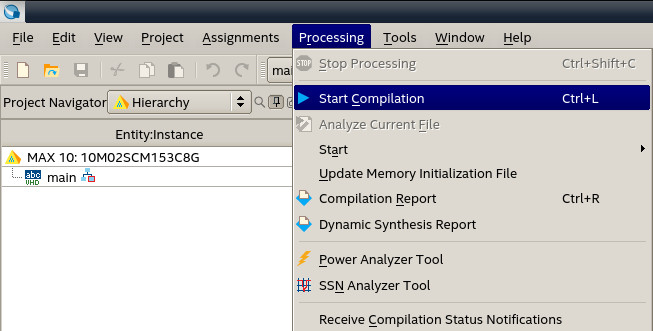 File Edit View Project Assignments Processing Tools Window Help
STOP Stop Processing Ctrl+Shift+C
mai
Project Navigator Hierarchy
Start Compilation Ctrl+L
Analyze Current File
Entity:Instance
Start
MAX 10: 10M02SCM153C8G
Update Memory Initialization File
abc
VHD
main
Compilation Report Ctrl+R
Dynamic Synthesis Report
Power Analyzer Tool
SSN Analyzer Tool
Receive Compilation Status Notifications